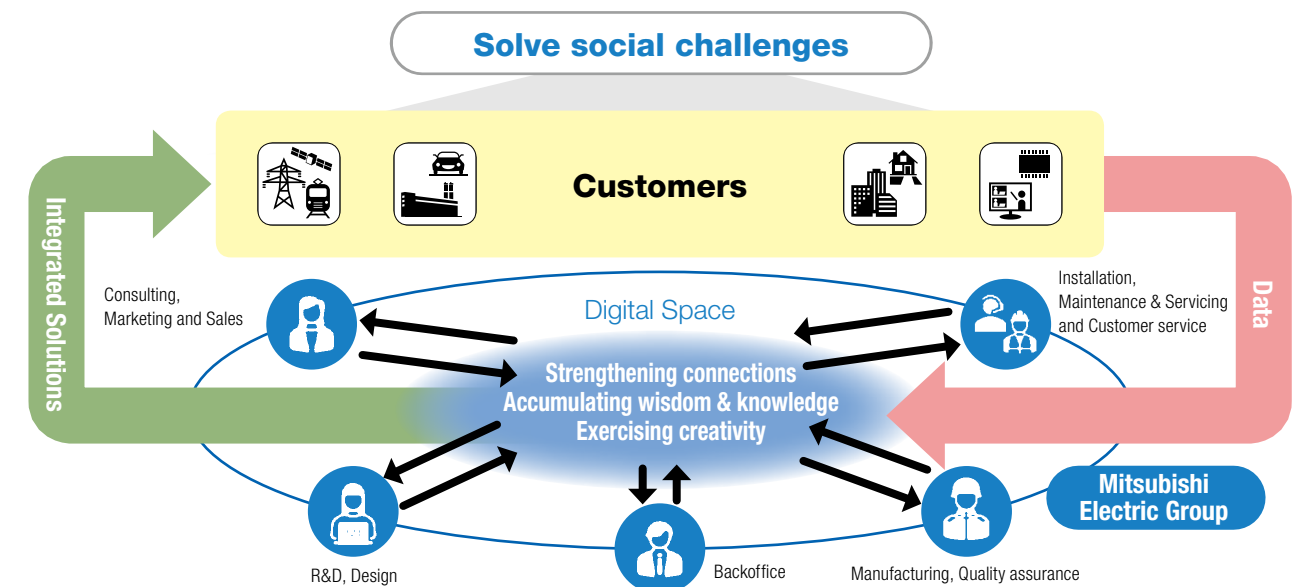 Solve social challenges
Customers
Integrated Solutions
Data
Consulting,
Marketing and Sales
Digital Space
Installation,
Maintenance & Servicing
and Customer service
Strengthening connections
Accumulating wisdom & knowledge
Exercising creativity
Mitsubishi
Electric Group
R&D, Design
Backoffice
Manufacturing, Quality assurance